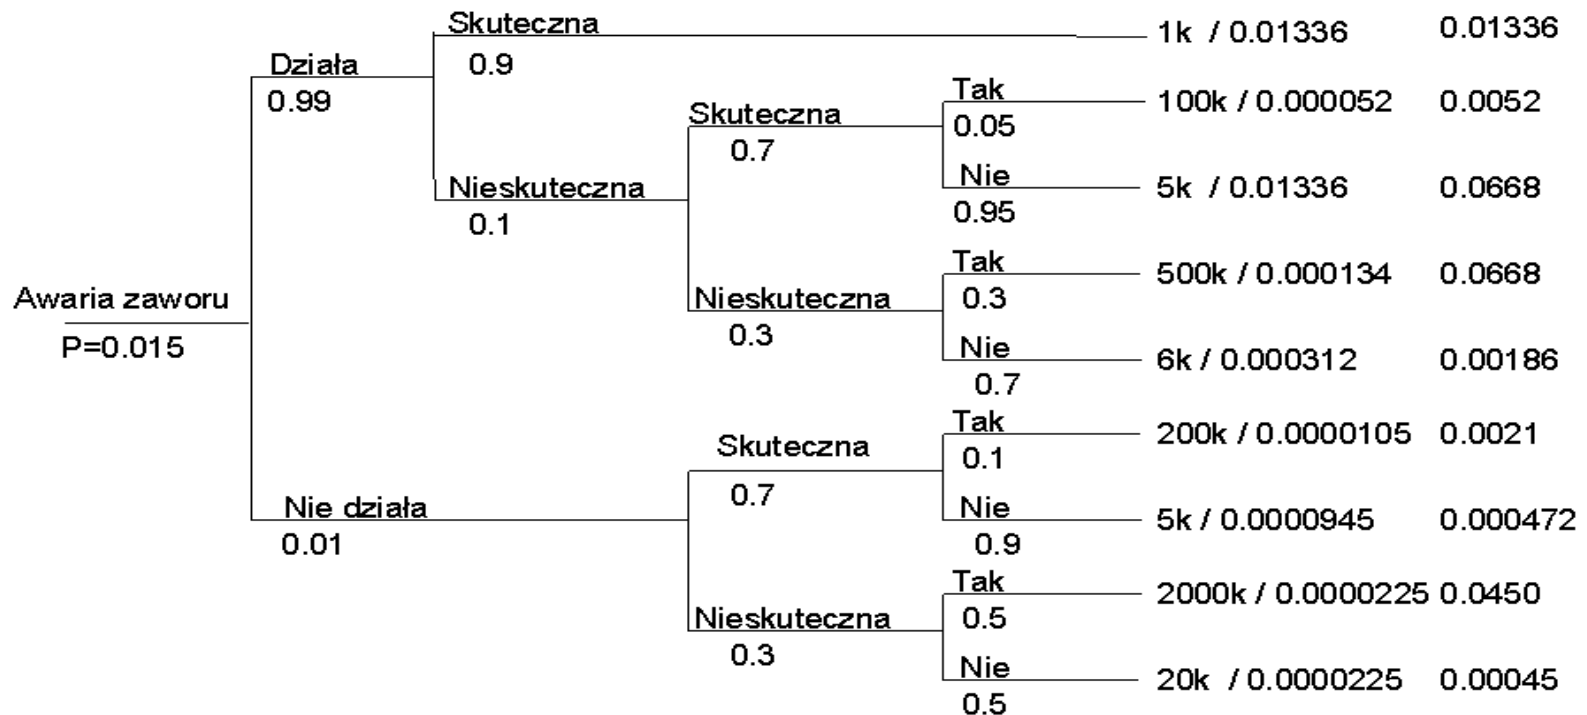 Skuteczna
0.9
1k / 0.01336 0.01336
Działa
0.99
Tak
0.05
100k / 0.000052 0.0052
Skuteczna
0.7
Nie
0.95
5k / 0.01336 0.0668
Nieskuteczna
0.1
Tak
0.3
500k / 0.000134 0.0668
Awaria zaworu
P=0.015
Nieskuteczna
0.3
Nie
0.7
6k / 0.000312 0.00186
Tak
0.1
200k / 0.0000105 0.0021
Skuteczna
0.7
Nie działa
0.01
Nie
0.9
5k / 0.0000945 0.000472
Tak
0.5
2000k / 0.0000225 0.0450
Nieskuteczna
0.3
Nie
0.5
20k / 0.0000225 0.00045